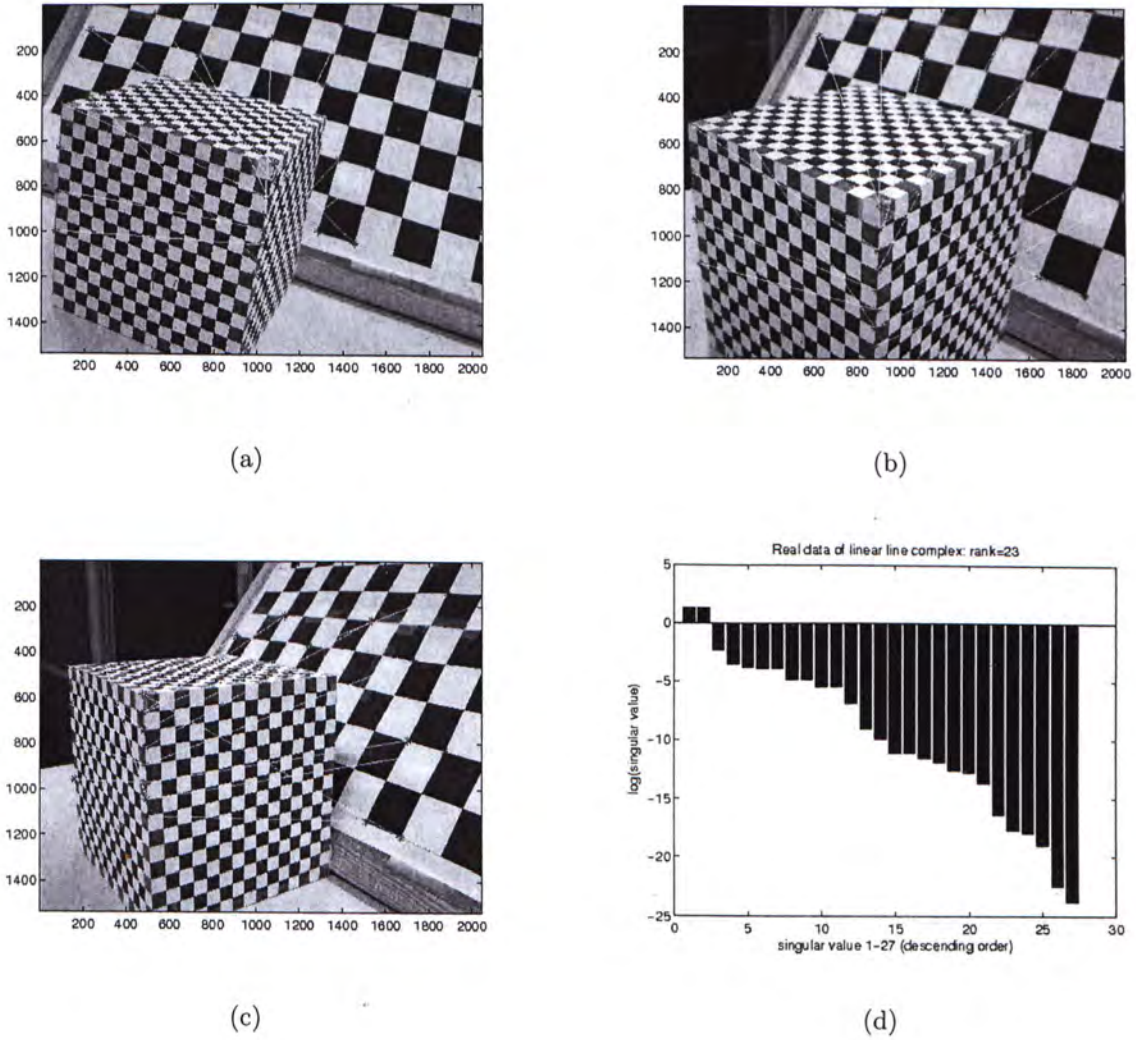 200
400
600
800
1000
1200
1400
200 400 600 800 1000 1200 1400 1600 1800 2000
(a)
200
400
600
800
1000
1200
1400
200 400 600 800 1000 1200 1400 1600 1800 2000
(b)
200
400
600
800
1000
1200
1400
200 400 600 800 1000 1200 1400 1600 1800 2000
(c)
Real data of linear line complex: rank=23
5
0
-5
-10
-15
-20
-25
log(singular value)
0 5 10 15 20 25 30
singular value 1-27 (descending order)
(d)